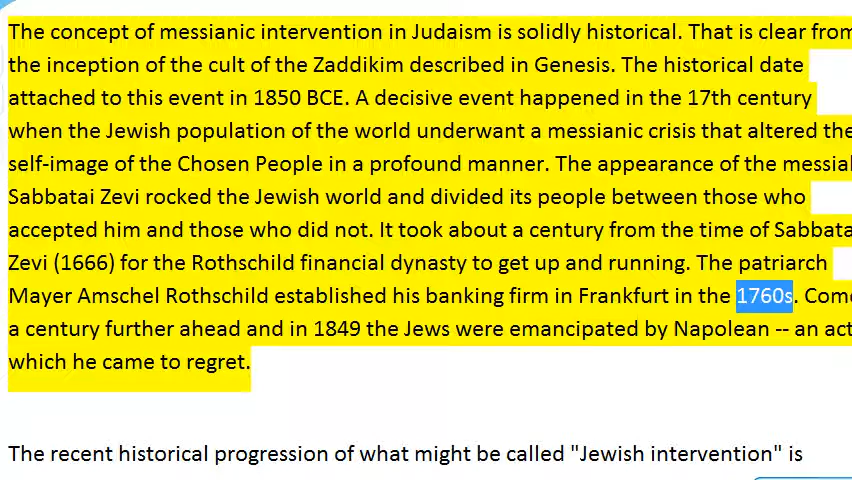 The concept of messianic intervention in Judaism is solidly historical. That is clear from
the inception of the cult of the Zaddikim described in Genesis. The historical date
attached to this event in 1850 BCE. A decisive event happened in the 17th century
when the Jewish population of the world underwant a messianic crisis that altered the
self-image of the Chosen People in a profound manner. The appearance of the messiah
Sabbatai Zevi rocked the Jewish world and divided its people between those who
accepted him and those who did not. It took about a century from the time of Sabbata
Zevi (1666) for the Rothschild financial dynasty to get up and running. The patriarch
Mayer Amschel Rothschild established his banking firm in Frankfurt in the 1760s. Come
a century further ahead and in 1849 the Jews were emancipated by Napolean -- an act
which he came to regret.
The recent historical progression of what might be called "Jewish intervention" is